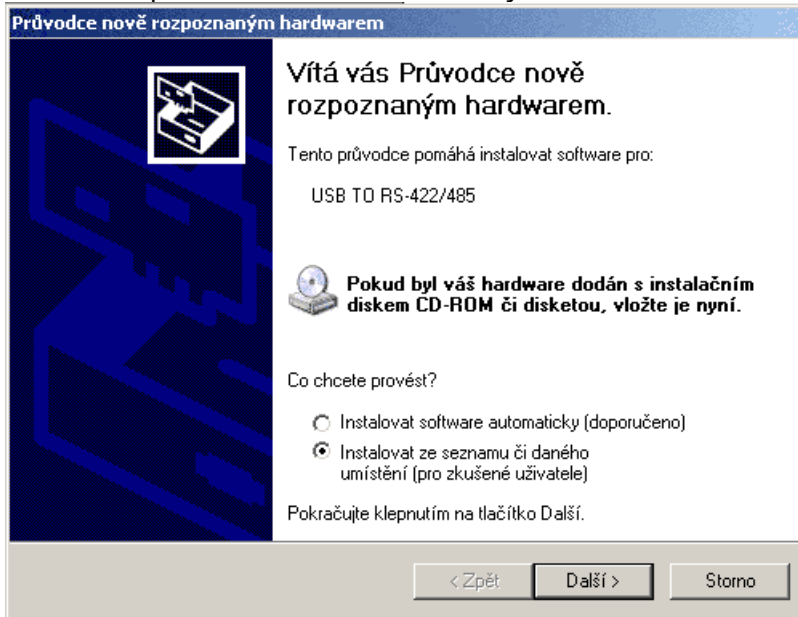 Průvodce nově rozpoznaným hardwarem
Vítá vás Průvodce nově
rozpoznaným hardwarem.
Tento průvodce pomáhá instalovat software pro:
USB TO RS-422/485
Pokud byl váš hardware dodán s instalačním
diskem CD-ROM či disketou, vložte je nyní.
Co chcete provést?
Instalovat software automaticky (doporučeno)
Instalovat ze seznamu či daného
umístění (pro zkušené uživatele)
Pokračujte klepnutím na tlačítko Další.
< Zpět
Další >
Storno